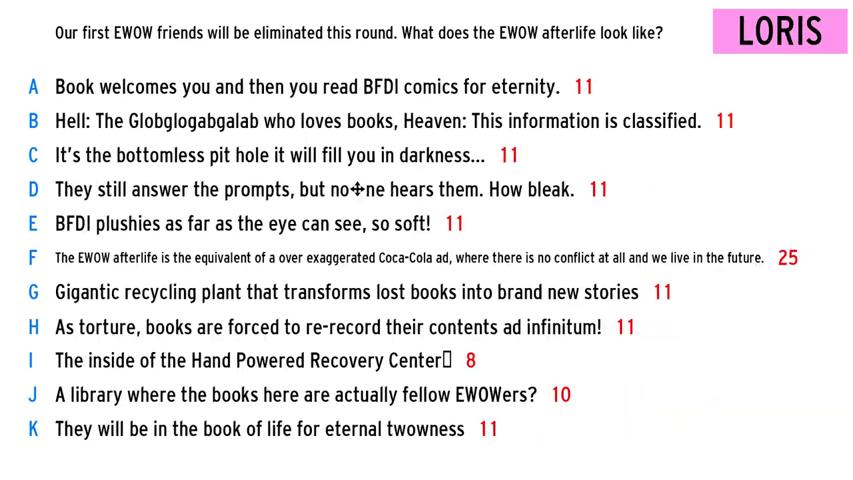 Our first EWOW friends will be eliminated this round. What does the EWOW afterlife look like?
LORIS
A Book welcomes you and then you read BFDI comics for eternity. 11
B Hell: The Globglogabgalab who loves books, Heaven: This information is classified. 11
C It's the bottomless pit hole it will fill you in darkness... 11
D They still answer the prompts, but no✢ne hears them. How bleak. 11
E BFDI plushies as far as the eye can see, so soft! 11
F The EWOW afterlife is the equivalent of a over exaggerated Coca-Cola ad, where there is no conflict at all and we live in the future. 25
G Gigantic recycling plant that transforms lost books into brand new stories 11
H As torture, books are forced to re-record their contents ad infinitum! 11
I The inside of the Hand Powered Recovery Center▯ 8
J A library where the books here are actually fellow EWOWers? 10
K They will be in the book of life for eternal twowness 11